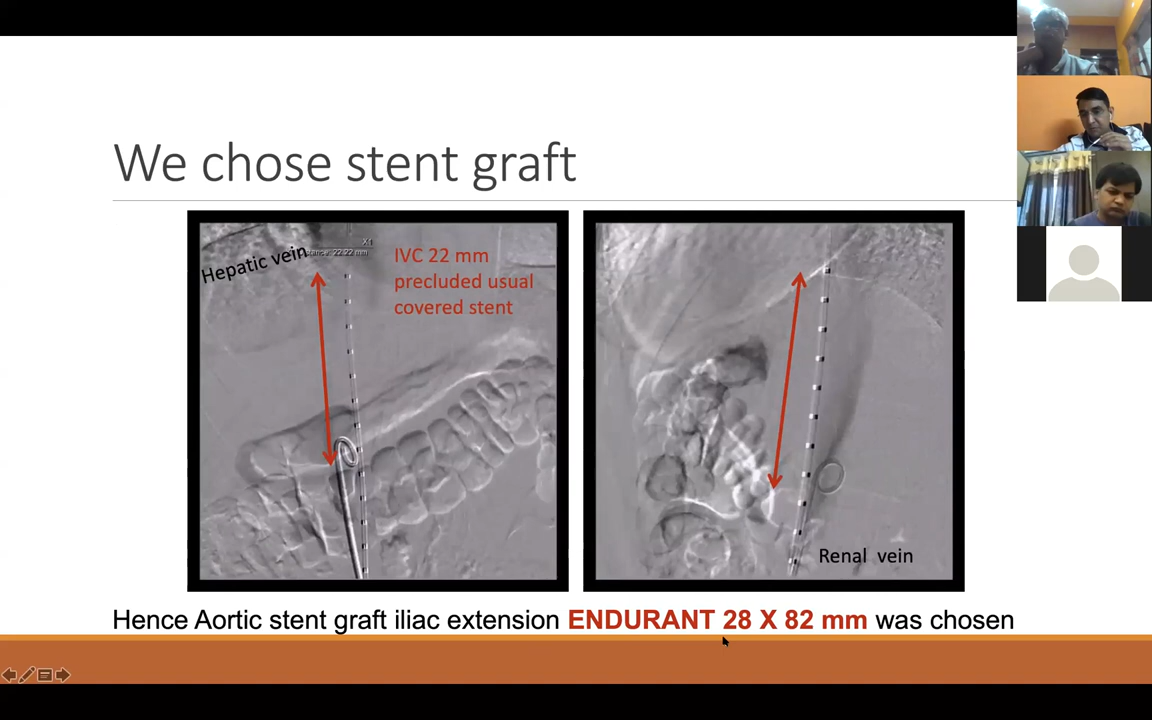 We chose stent graft
Hepatic vein
IVC 22 mm
precluded usual
covered stent
Renal vein
Hence Aortic stent graft iliac extension ENDURANT 28 X 82 mm was chosen